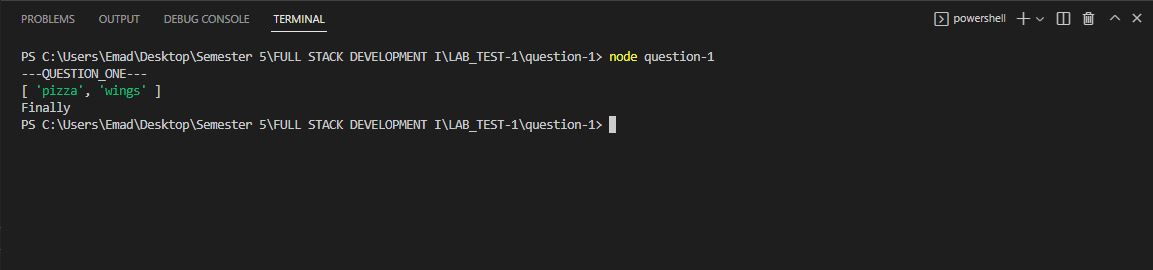 PROBLEMS OUTPUT DEBUG CONSOLE TERMINAL powershell
PS C:\Users\Emad\Desktop\Semester 5\FULL STACK DEVELOPMENT I\LAB_TEST-1\question-1> node question-1
---QUESTION_ONE---
[ 'pizza', 'wings' ]
Finally
PS C:\Users\Emad\Desktop\Semester 5\FULL STACK DEVELOPMENT I\LAB_TEST-1\question-1>